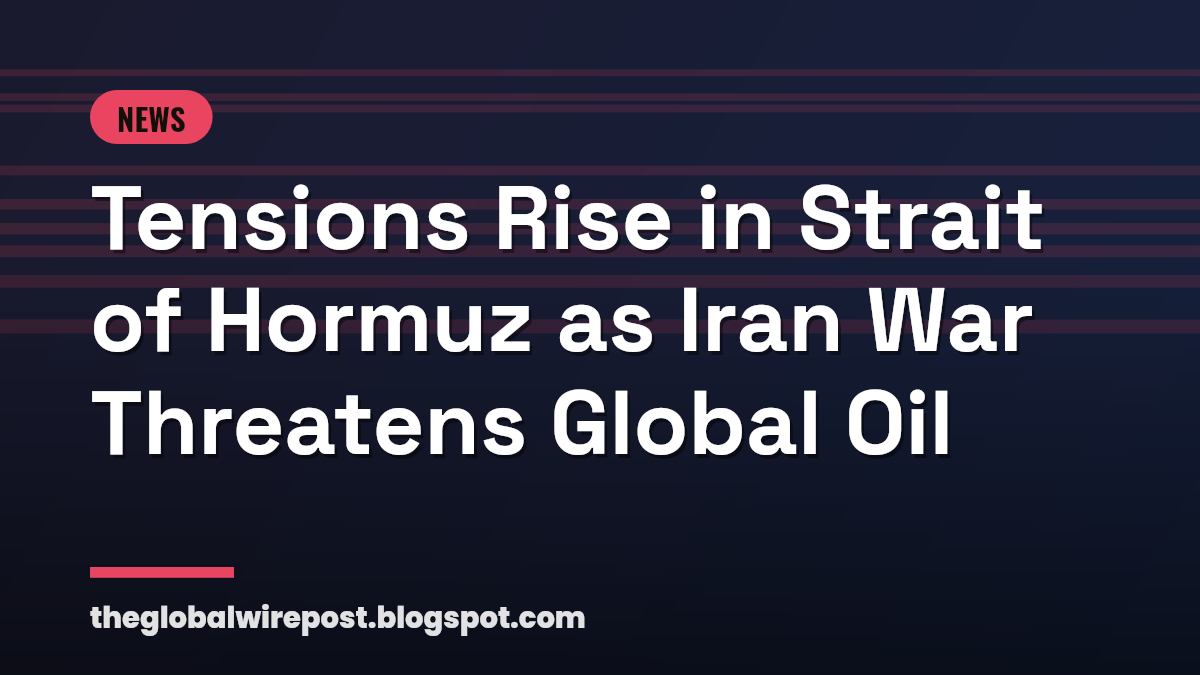 NEWS
Tensions Rise in Strait
of Hormuz as Iran War
Threatens Global Oil
theglobalwirepost.blogspot.com